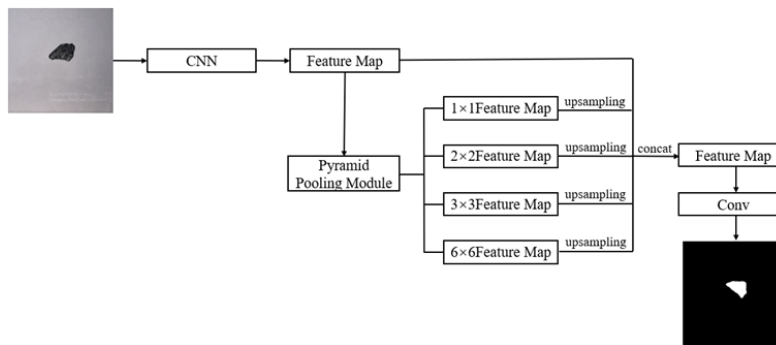 CNN
Feature Map
1×1Feature Map
upsampling
2×2Feature Map
upsampling
concat
Feature Map
Pyramid
Pooling Module
3×3Feature Map
upsampling
Conv
6×6Feature Map
upsampling